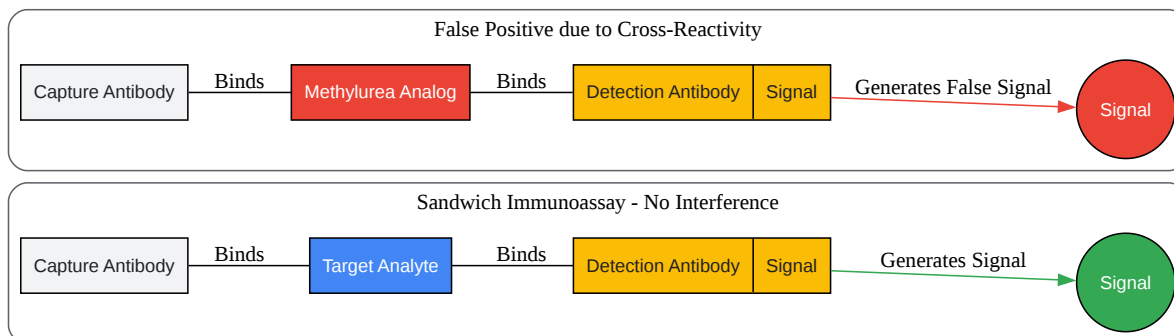 False Positive due to Cross-Reactivity
Capture Antibody
Binds
Methylurea Analog
Binds
Detection Antibody
Signal
Generates False Signal
Signal
Sandwich Immunoassay - No Interference
Capture Antibody
Binds
Target Analyte
Binds
Detection Antibody
Signal
Generates Signal
Signal